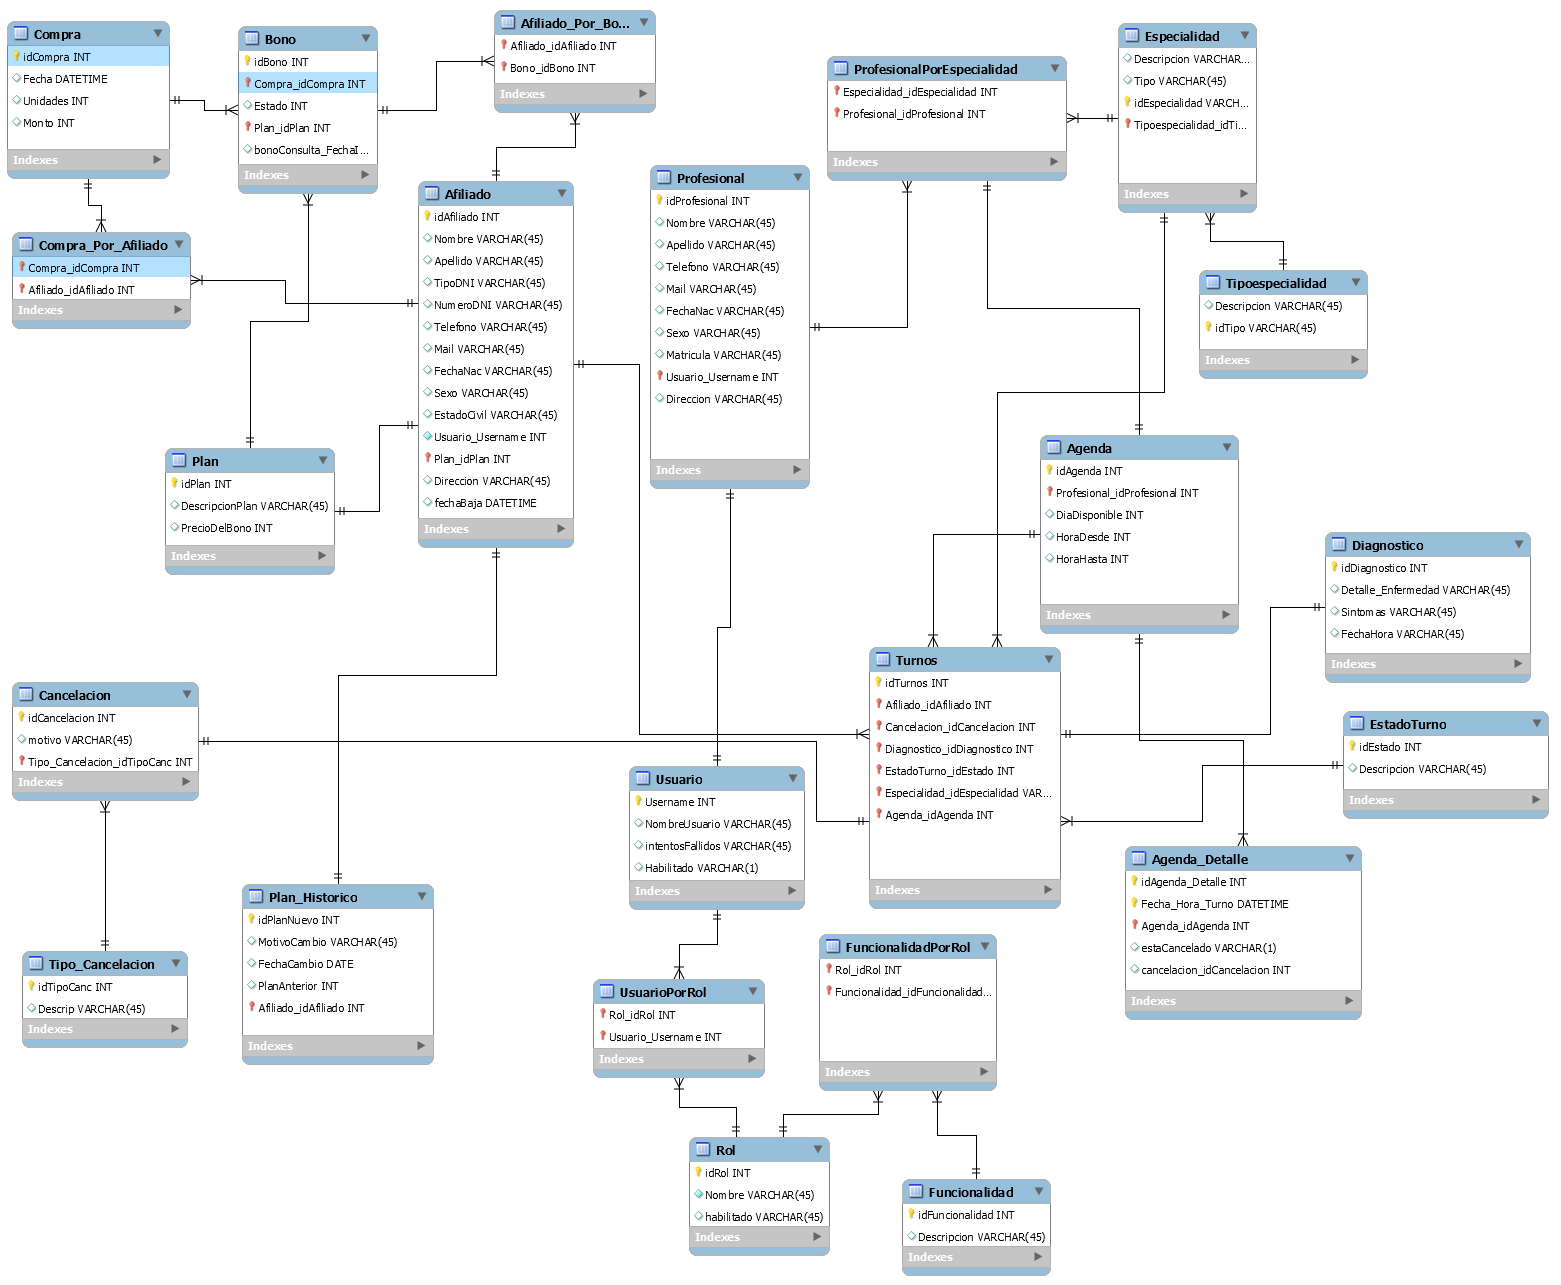 Compra
idCompra INT
Fecha DATETIME
Unidades INT
Monto INT
Indexes
Bono
idBono INT
Compra_idCompra INT
Estado INT
Plan_idPlan INT
bonoConsulta_FechaI...
Indexes
Afiliado_Por_Bo...
Afiliado_idAfiliado INT
Bono_idBono INT
Indexes
ProfesionalPorEspecialidad
Especialidad_idEspecialidad INT
Profesional_idProfesional INT
Indexes
Especialidad
Descripcion VARCHAR...
Tipo VARCHAR(45)
idEspecialidad VARCH...
Tipoespecialidad_idTi...
Indexes
Compra_Por_Afiliado
Compra_idCompra INT
Afiliado_idAfiliado INT
Indexes
Afiliado
idAfiliado INT
Nombre VARCHAR(45)
Apellido VARCHAR(45)
TipoDNI VARCHAR(45)
NumeroDNI VARCHAR(45)
Telefono VARCHAR(45)
Mail VARCHAR(45)
FechaNac VARCHAR(45)
Sexo VARCHAR(45)
EstadoCivil VARCHAR(45)
Usuario_Username INT
Plan_idPlan INT
Direccion VARCHAR(45)
fechaBaja DATETIME
Indexes
Profesional
idProfesional INT
Nombre VARCHAR(45)
Apellido VARCHAR(45)
Telefono VARCHAR(45)
Mail VARCHAR(45)
FechaNac VARCHAR(45)
Sexo VARCHAR(45)
Matricula VARCHAR(45)
Usuario_Username INT
Direccion VARCHAR(45)
Indexes
Tipoespecialidad
Descripcion VARCHAR(45)
idTipo VARCHAR(45)
Indexes
Plan
idPlan INT
DescripcionPlan VARCHAR(45)
PrecioDelBono INT
Indexes
Agenda
idAgenda INT
Profesional_idProfesional INT
DiaDisponible INT
HoraDesde INT
HoraHasta INT
Indexes
Diagnostico
idDiagnostico INT
Detalle_Enfermedad VARCHAR(45)
Sintomas VARCHAR(45)
FechaHora VARCHAR(45)
Indexes
Cancelacion
idCancelacion INT
motivo VARCHAR(45)
Tipo_Cancelacion_idTipoCanc INT
Indexes
Turnos
idTurnos INT
Afiliado_idAfiliado INT
Cancelacion_idCancelacion INT
Diagnostico_idDiagnostico INT
EstadoTurno_idEstado INT
Especialidad_idEspecialidad VAR...
Agenda_idAgenda INT
Indexes
EstadoTurno
idEstado INT
Descripcion VARCHAR(45)
Indexes
Usuario
Username INT
NombreUsuario VARCHAR(45)
intentosFallidos VARCHAR(45)
Habilitado VARCHAR(1)
Indexes
Agenda_Detalle
idAgenda_Detalle INT
Fecha_Hora_Turno DATETIME
Agenda_idAgenda INT
estaCancelado VARCHAR(1)
cancelacion_idCancelacion INT
Indexes
Plan_Historico
idPlanNuevo INT
MotivoCambio VARCHAR(45)
FechaCambio DATE
PlanAnterior INT
Afiliado_idAfiliado INT
Indexes
Tipo_Cancelacion
idTipoCanc INT
Descrip VARCHAR(45)
Indexes
UsuarioPorRol
Rol_idRol INT
Usuario_Username INT
Indexes
FuncionalidadPorRol
Rol_idRol INT
Funcionalidad_idFuncionalidad...
Indexes
Rol
idRol INT
Nombre VARCHAR(45)
habilitado VARCHAR(45)
Indexes
Funcionalidad
idFuncionalidad INT
Descripcion VARCHAR(45)
Indexes